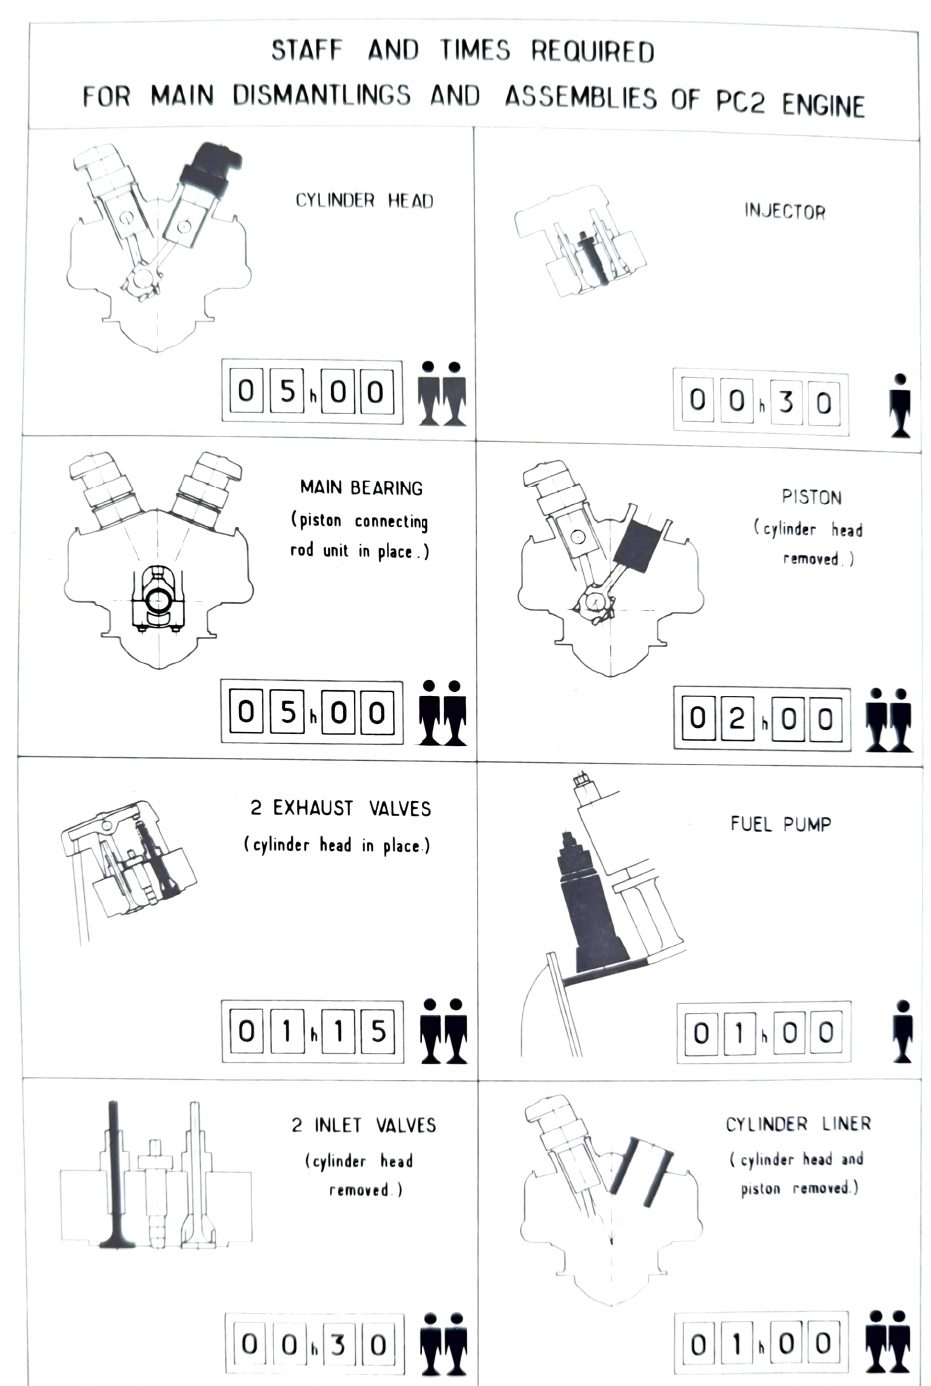 STAFF AND TIMES REQUIRED
FOR MAIN DISMANTLINGS AND ASSEMBLIES OF PC2 ENGINE
CYLINDER HEAD
05h00
INJECTOR
00h30
MAIN BEARING
(piston connecting
rod unit in place.)
05h00
PISTON
(cylinder head
removed.)
02h00
2 EXHAUST VALVES
(cylinder head in place.)
01h15
FUEL PUMP
01h00
2 INLET VALVES
(cylinder head
removed.)
00h30
CYLINDER LINER
(cylinder head and
piston removed.)
01h00